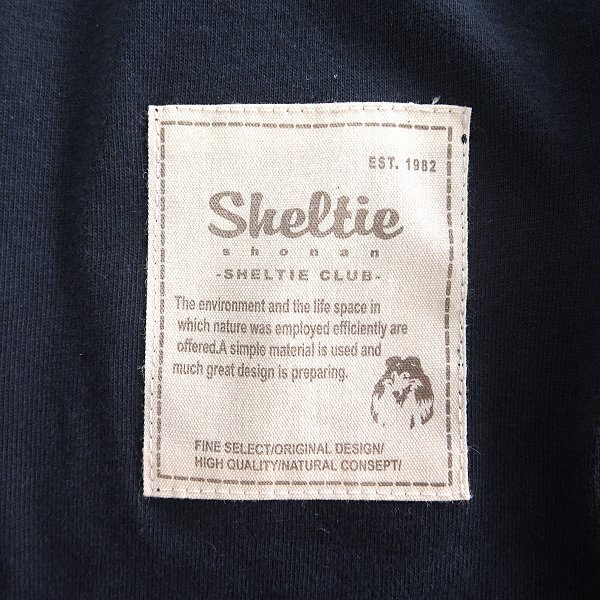 EST. 1982
Sheltie
shonan
-SHELTIE CLUB-
The environment and the life space in
which nature was employed efficiently are
offered.A simple material is used and
much great design is preparing.
FINE SELECT/ORIGINAL DESIGN/
HIGH QUALITY/NATURAL CONSEPT/